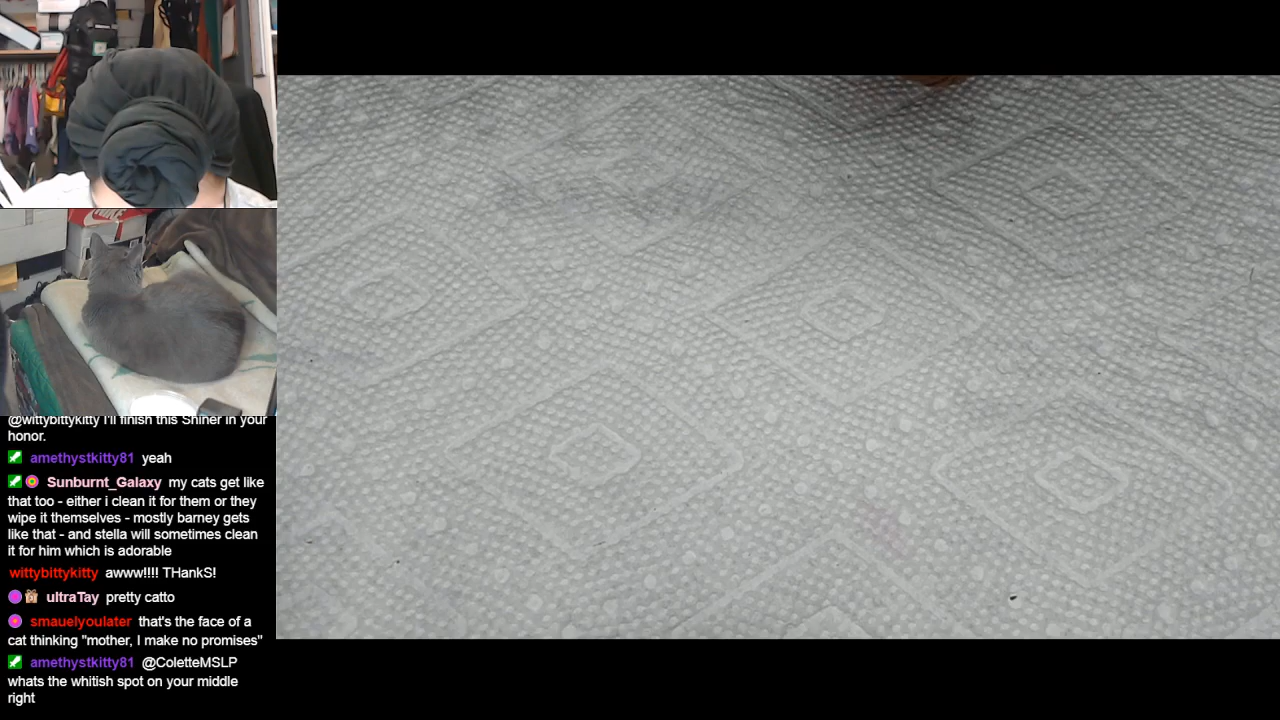 @wittybittykitty I'll finish this Shiner in your
honor.
amethystkitty81 yeah
Sunburnt_Galaxy my cats get like
that too - either i clean it for them or they
wipe it themselves - mostly barney gets
like that - and stella will sometimes clean
it for him which is adorable
wittybittykitty awww!!!! THankS!
ultraTay pretty catto
smauelyoulater that's the face of a
cat thinking "mother, I make no promises"
amethystkitty81 @ColetteMSLP
whats the whitish spot on your middle
right